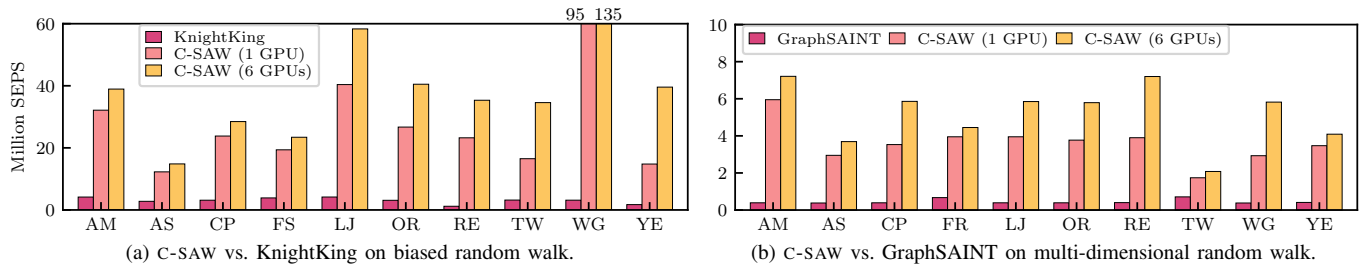 95 135
60
40
20
0
Million SEPS
KnightKing
C-SAW (1 GPU)
C-SAW (6 GPUs)
AM AS CP FS LJ OR RE TW WG YE
(a) C-SAW vs. KnightKing on biased random walk.
10
8
6
4
2
0
GraphSAINT C-SAW (1 GPU) C-SAW (6 GPUs)
AM AS CP FR LJ OR RE TW WG YE
(b) C-SAW vs. GraphSAINT on multi-dimensional random walk.